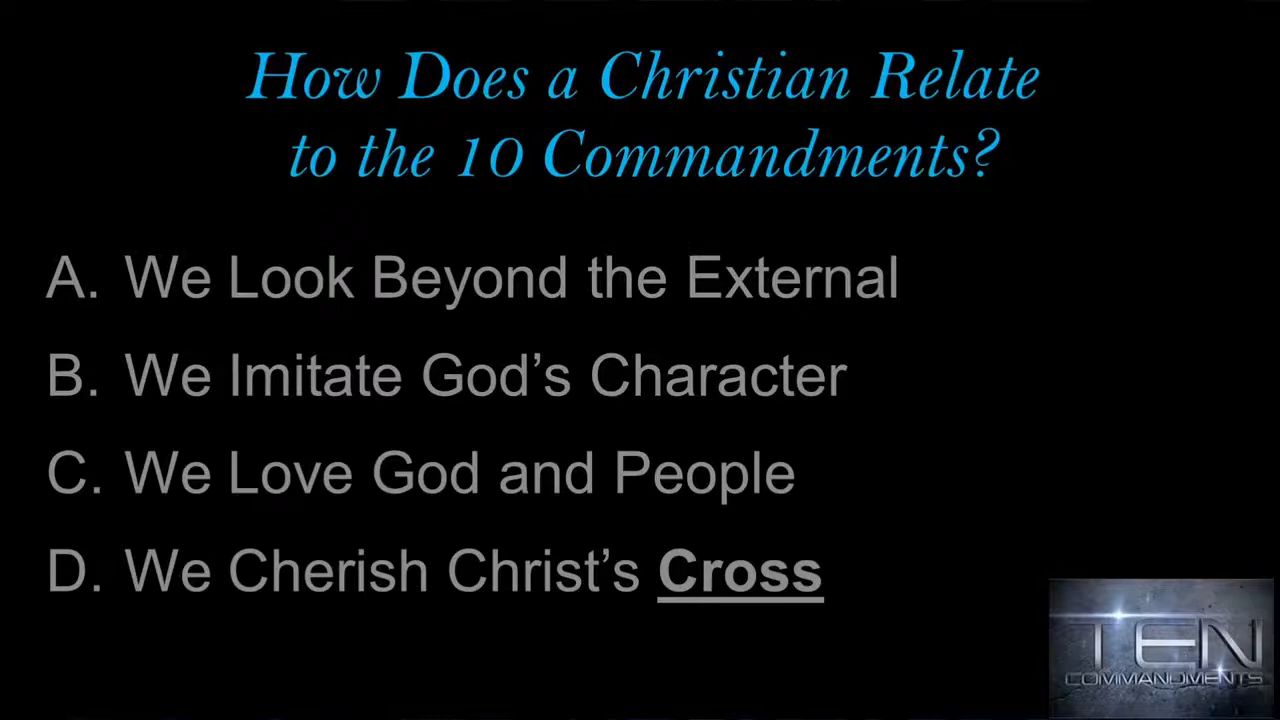 How Does a Christian Relate
to the 10 Commandments?
A. We Look Beyond the External
B. We Imitate God’s Character
C. We Love God and People
D. We Cherish Christ’s Cross
TEN
COMMANDMENTS